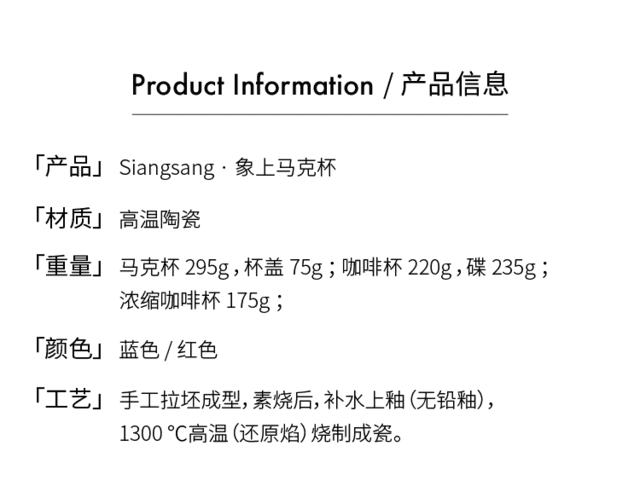 Product Information / 产品信息
「产品」 Siangsang · 象上马克杯
「材质」 高温陶瓷
「重量」 马克杯 295g，杯盖 75g；咖啡杯 220g，碟 235g；
浓缩咖啡杯 175g；
「颜色」 蓝色 / 红色
「工艺」 手工拉坯成型，素烧后，补水上釉（无铅釉），
1300 ℃高温（还原焰）烧制成瓷。